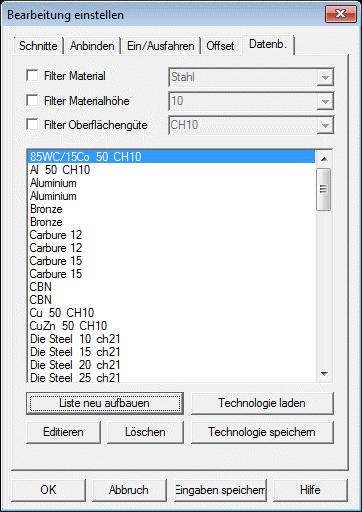 Bearbeitung einstellen
Schnitte Anbinden Ein/Ausfahren Offset Datenb.
Filter Material Stahl
Filter Materialhöhe 10
Filter Oberflächengüte CH10
85WC/15Co 50 CH10
Al 50 CH10
Aluminium
Aluminium
Bronze
Bronze
Carbure 12
Carbure 12
Carbure 15
Carbure 15
CBN
CBN
Cu 50 CH10
CuZn 50 CH10
Die Steel 10 ch21
Die Steel 15 ch21
Die Steel 20 ch21
Die Steel 25 ch21
Liste neu aufbauen Technologie laden
Editieren Löschen Technologie speichern
OK Abbruch Eingaben speichern Hilfe